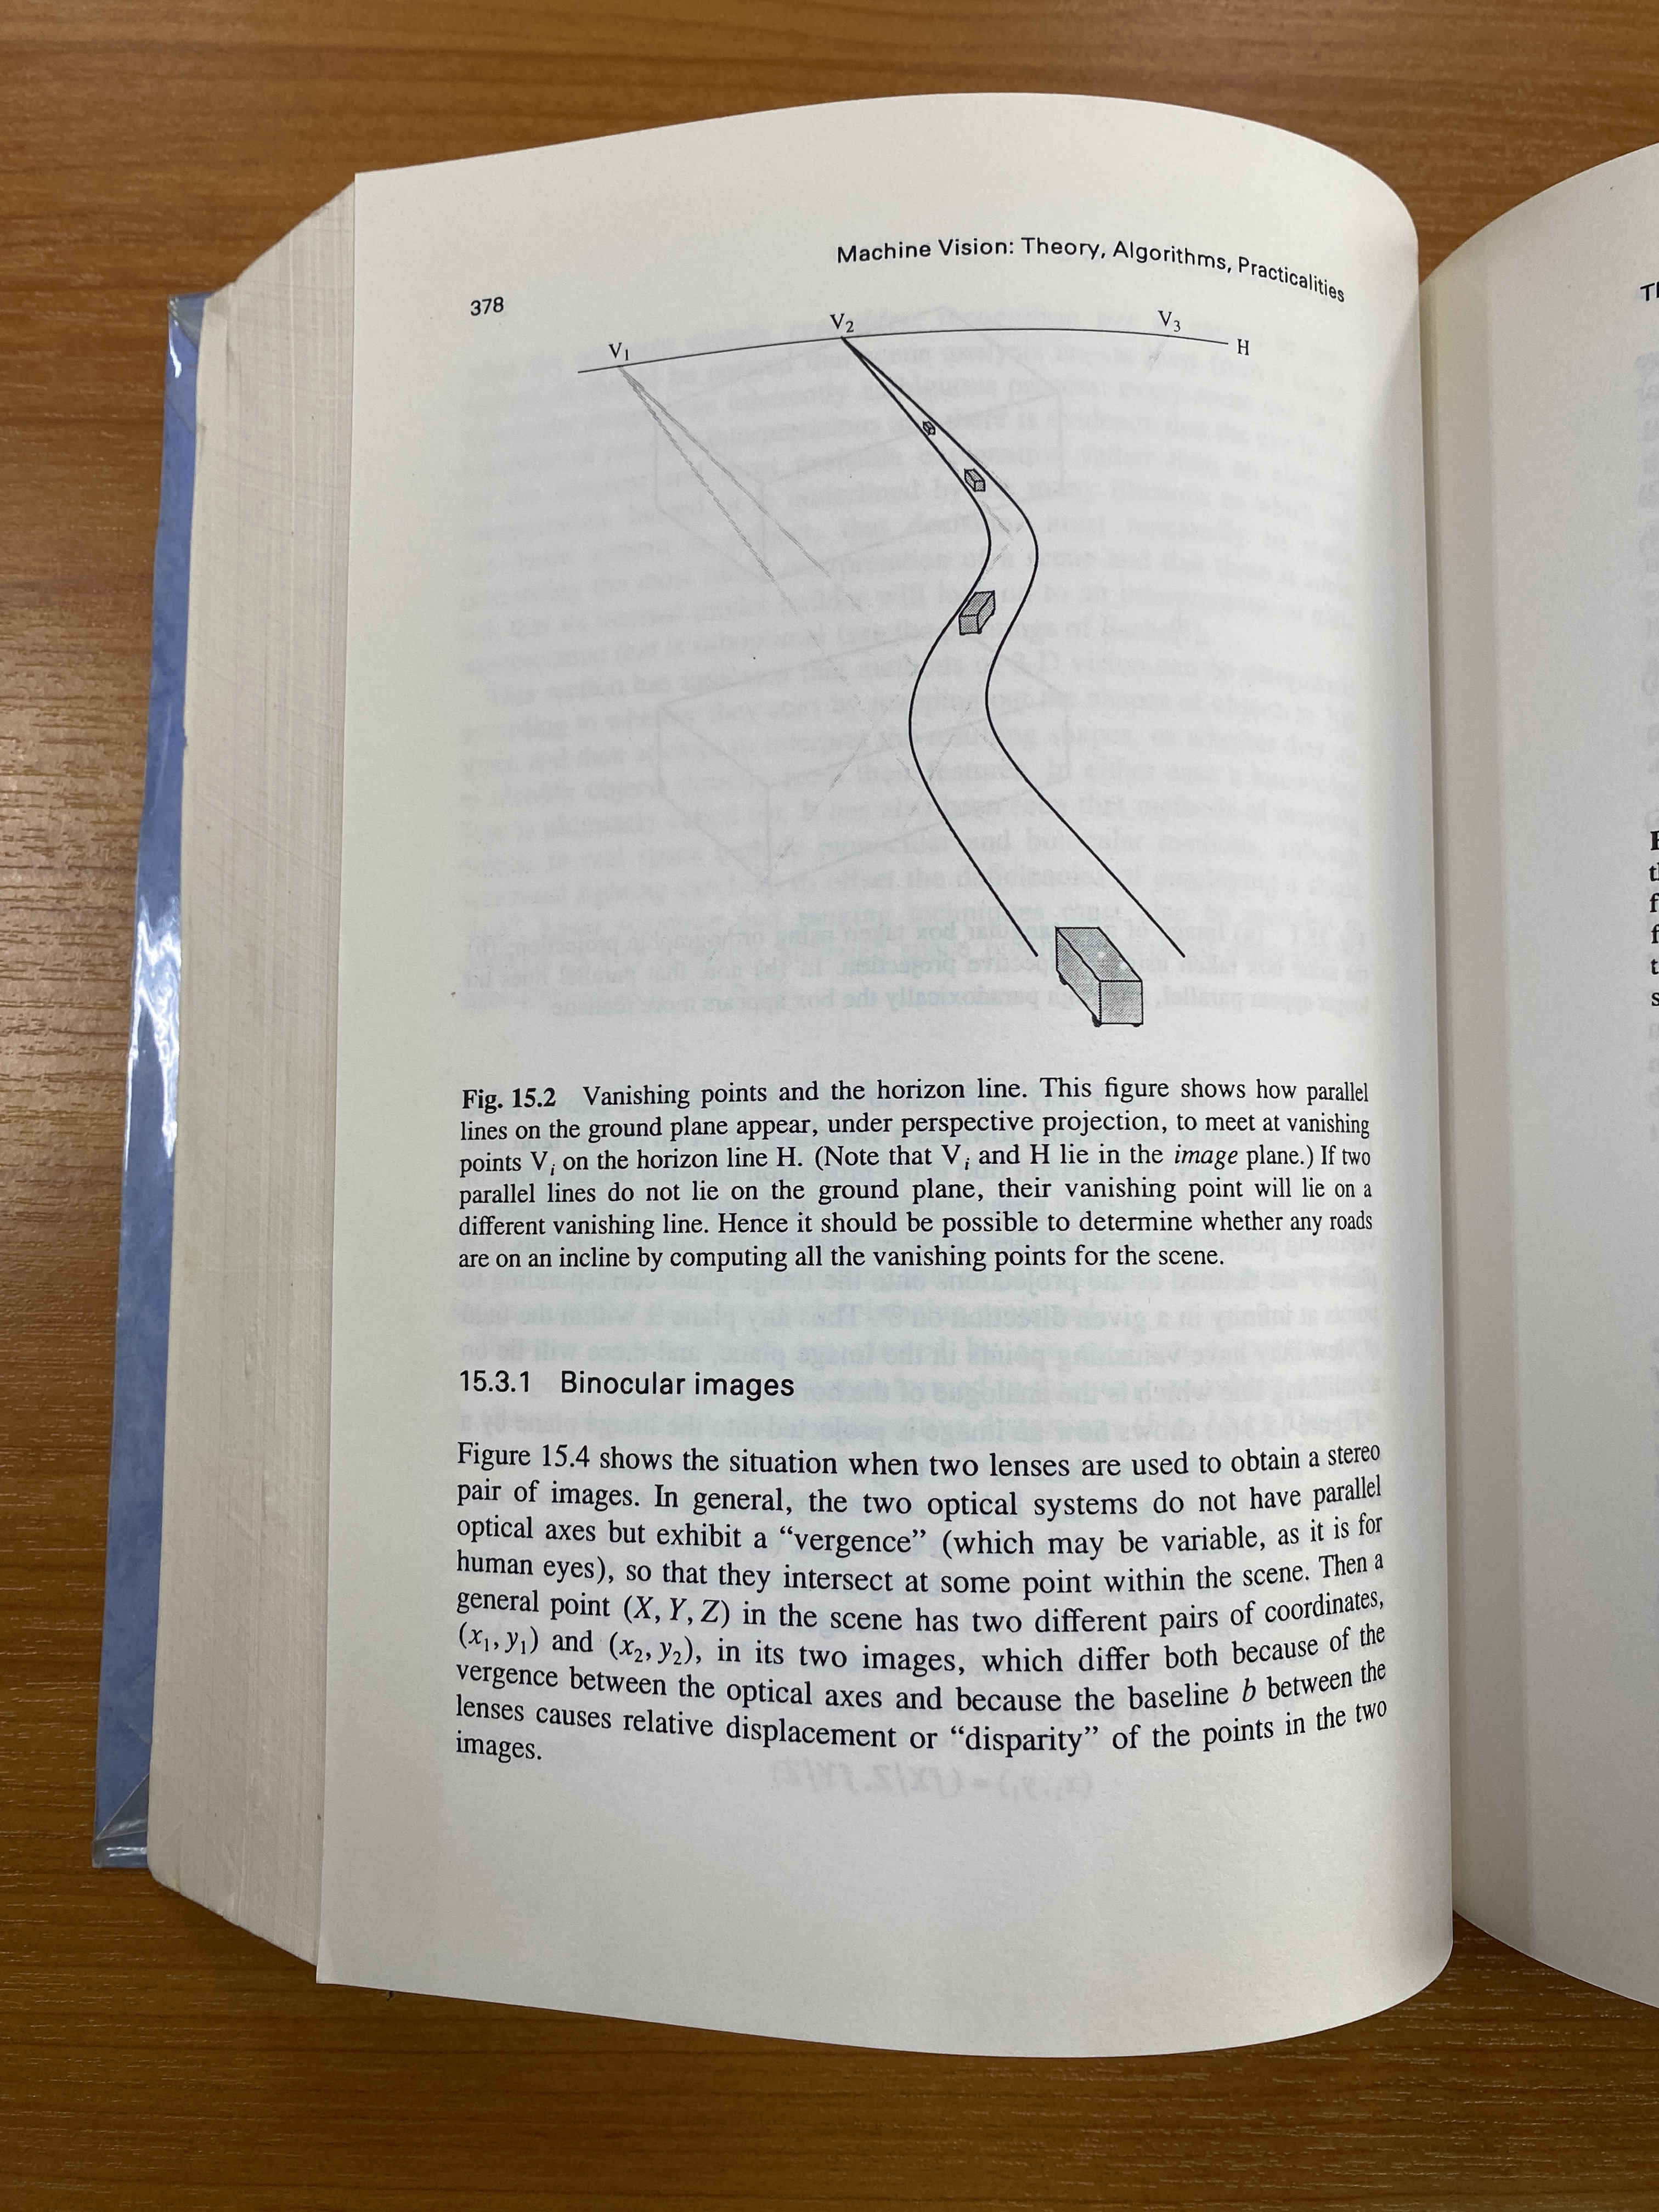 Machine Vision: Theory, Algorithms, Practicalities
378
V1
V2
V3
H
Fig. 15.2 Vanishing points and the horizon line. This figure shows how parallel
lines on the ground plane appear, under perspective projection, to meet at vanishing
points Vi on the horizon line H. (Note that Vi and H lie in the image plane.) If two
parallel lines do not lie on the ground plane, their vanishing point will lie on a
different vanishing line. Hence it should be possible to determine whether any roads
are on an incline by computing all the vanishing points for the scene.
15.3.1 Binocular images
Figure 15.4 shows the situation when two lenses are used to obtain a stereo
pair of images. In general, the two optical systems do not have parallel
optical axes but exhibit a “vergence” (which may be variable, as it is for
human eyes), so that they intersect at some point within the scene. Then a
general point (X, Y, Z) in the scene has two different pairs of coordinates,
(x1, y1) and (x2, y2), in its two images, which differ both because of the
vergence between the optical axes and because the baseline b between the
lenses causes relative displacement or “disparity” of the points in the two
images.